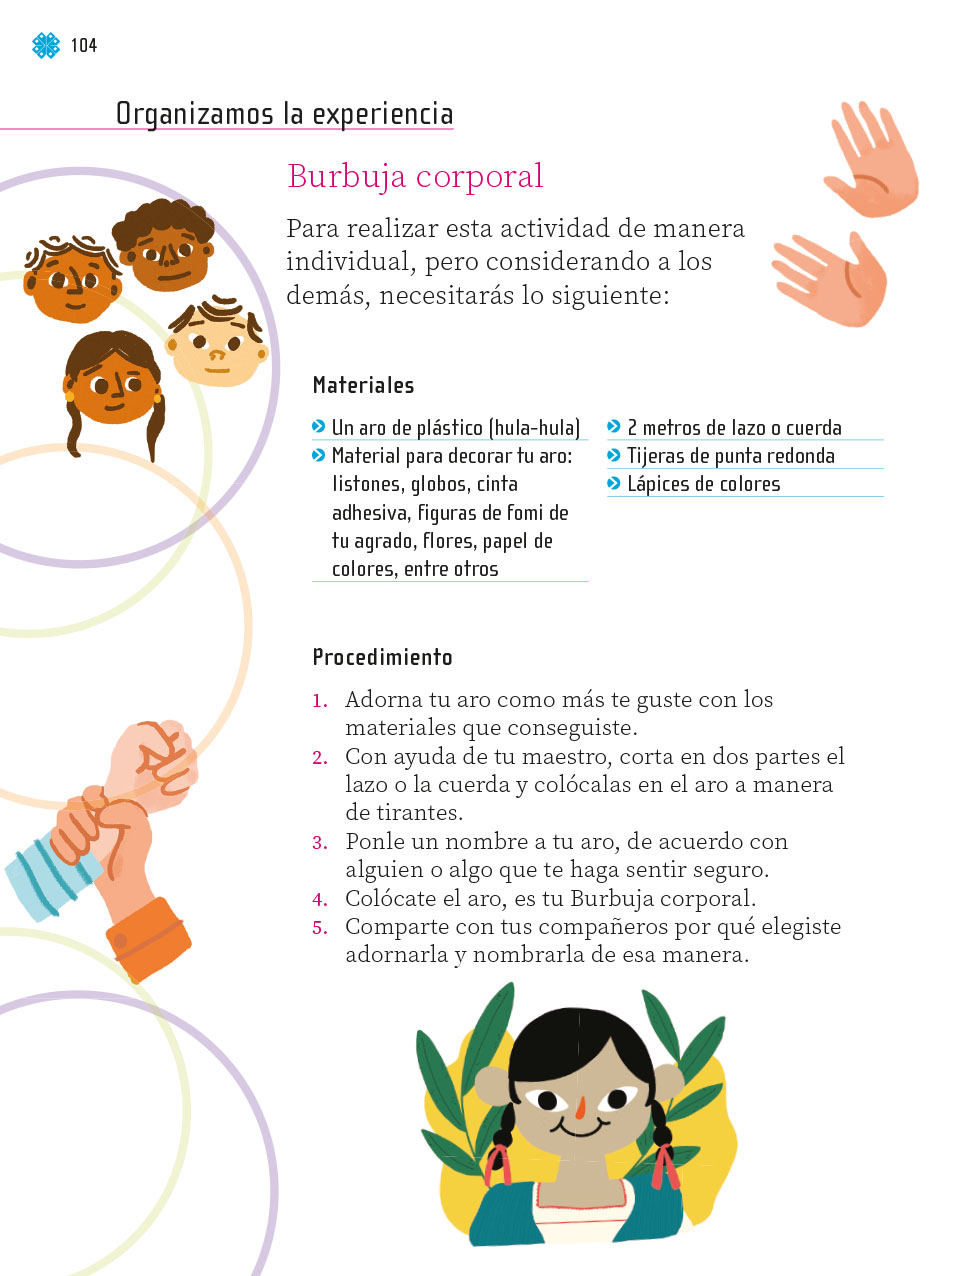 104
Organizamos la experiencia
Burbuja corporal
Para realizar esta actividad de manera
individual, pero considerando a los
demás, necesitarás lo siguiente:
Materiales
Un aro de plástico (hula-hula)
Material para decorar tu aro:
listones, globos, cinta
adhesiva, figuras de fomi de
tu agrado, flores, papel de
colores, entre otros
2 metros de lazo o cuerda
Tijeras de punta redonda
Lápices de colores
Procedimiento
1. Adorna tu aro como más te guste con los
materiales que conseguiste.
2. Con ayuda de tu maestro, corta en dos partes el
lazo o la cuerda y colócalas en el aro a manera
de tirantes.
3. Ponle un nombre a tu aro, de acuerdo con
alguien o algo que te haga sentir seguro.
4. Colócate el aro, es tu Burbuja corporal.
5. Comparte con tus compañeros por qué elegiste
adornarla y nombrarla de esa manera.